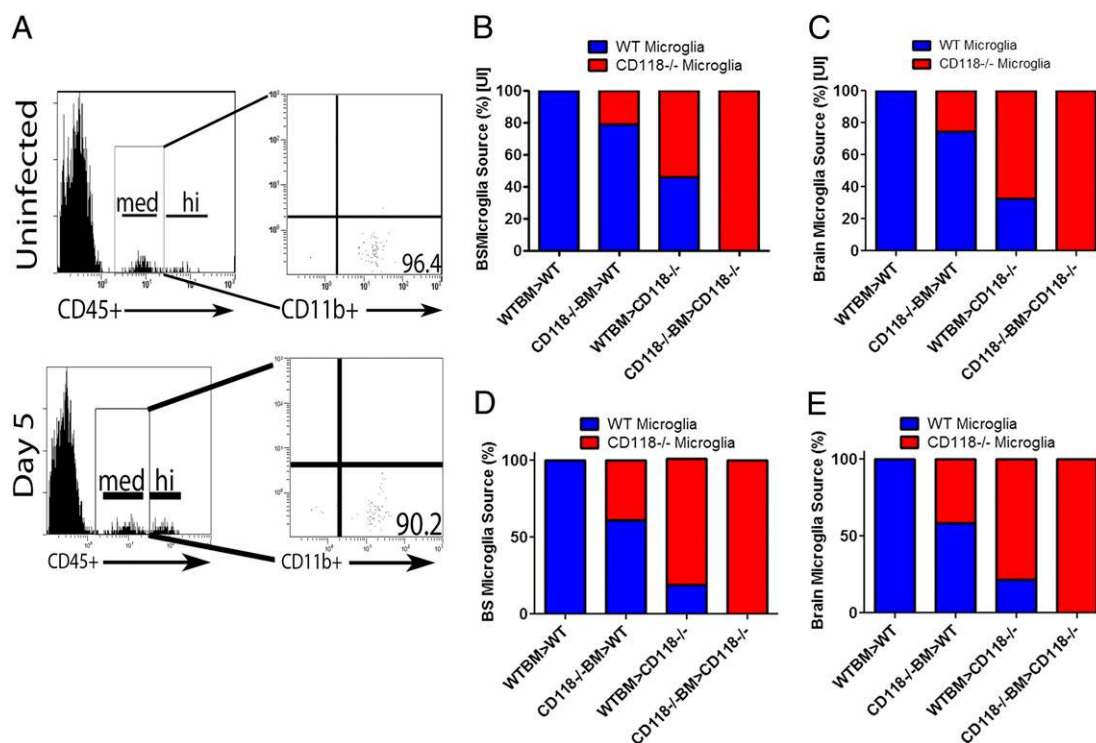 A
Uninfected
med
hi
CD45+
96.4
CD11b+
Day 5
med
hi
CD45+
90.2
CD11b+
B
WT Microglia
CD118-/- Microglia
BSMicroglia Source (%) [UI]
100
80
60
40
20
0
WTBM>WT
CD118-/-BM>WT
WTBM>CD118-/-
CD118-/-BM>CD118-/-
C
WT Microglia
CD118-/- Microglia
Brain Microglia Source (%) [UI]
100
80
60
40
20
0
WTBM>WT
CD118-/-BM>WT
WTBM>CD118-/-
CD118-/-BM>CD118-/-
D
WT Microglia
CD118-/- Microglia
BS Microglia Source (%)
100
50
0
WTBM>WT
CD118-/-BM>WT
WTBM>CD118-/-
CD118-/-BM>CD118-/-
E
WT Microglia
CD118-/- Microglia
Brain Microglia Source (%)
100
50
0
WTBM>WT
CD118-/-BM>WT
WTBM>CD118-/-
CD118-/-BM>CD118-/-